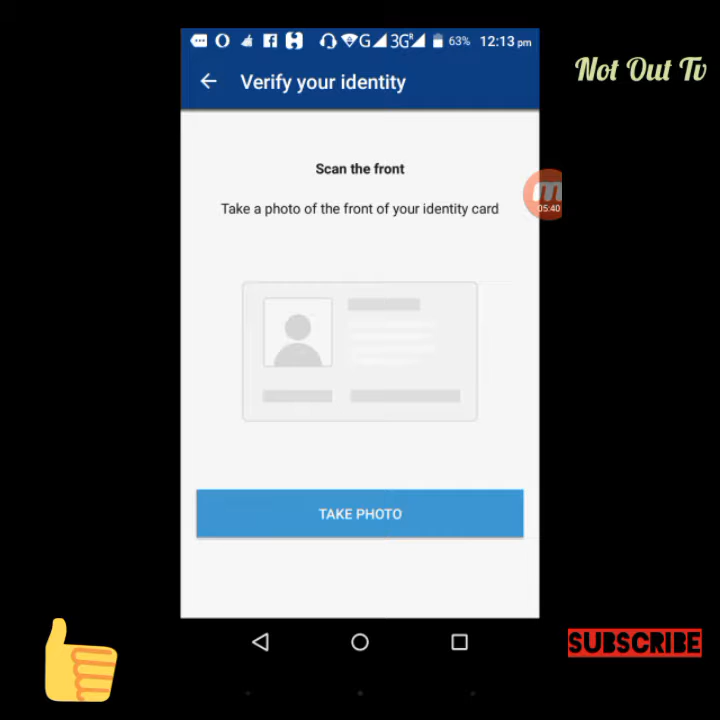 G 3G R 63% 12:13 pm
Not Out Tv
Verify your identity
Scan the front
Take a photo of the front of your identity card
05:40
TAKE PHOTO
SUBSCRIBE